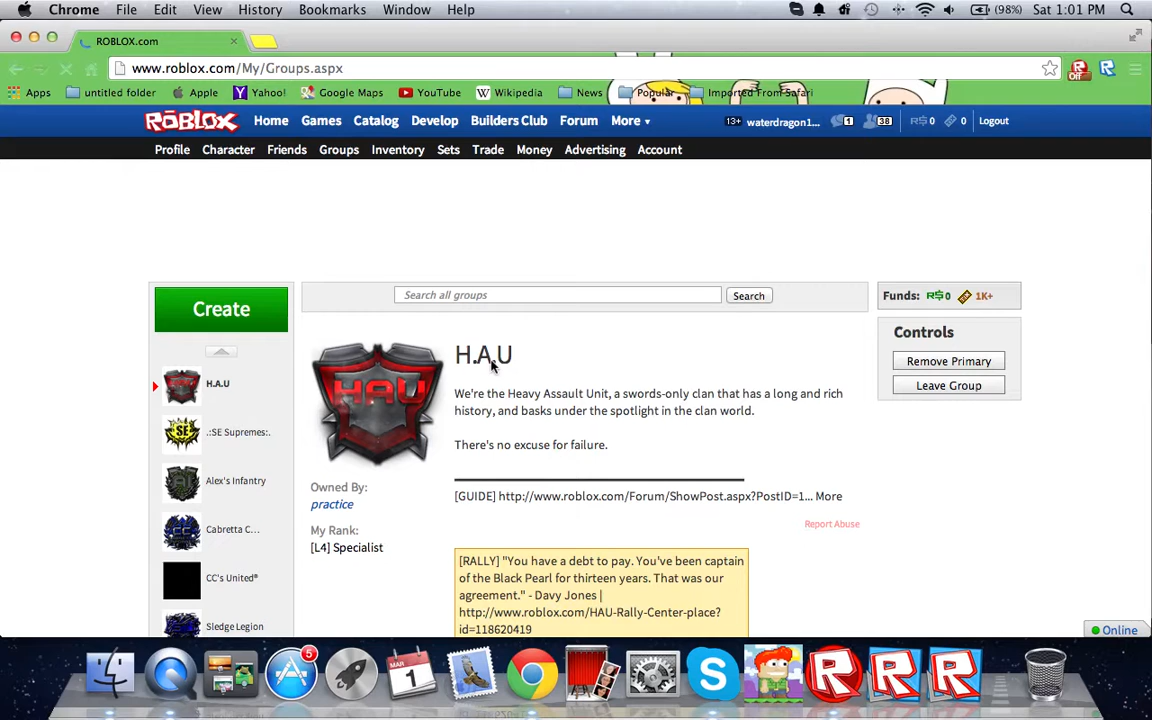 Chrome File Edit View History Bookmarks Window Help (98%) Sat 1:01 PM
ROBLOX.com
www.roblox.com/My/Groups.aspx
Off
Apps untitled folder Apple Yahoo! Google Maps YouTube Wikipedia News Popular Imported From Safari
ROBLOX Home Games Catalog Develop Builders Club Forum More 13+ waterdragon1... 1 38 R$ 0 0 Logout
Profile Character Friends Groups Inventory Sets Trade Money Advertising Account
Create
Search all groups
Search
Funds: R$ 0 1K+
Controls
Remove Primary
Leave Group
H.A.U
.:SE Supremes:.
Alex's Infantry
Cabretta C...
CC's United®
Sledge Legion
HAU
SE
H.A.U
We're the Heavy Assault Unit, a swords-only clan that has a long and rich
history, and basks under the spotlight in the clan world.
There's no excuse for failure.
[GUIDE] http://www.roblox.com/Forum/ShowPost.aspx?PostID=1... More
Owned By:
practice
My Rank:
[L4] Specialist
Report Abuse
[RALLY] "You have a debt to pay. You've been captain
of the Black Pearl for thirteen years. That was our
agreement." - Davy Jones |
http://www.roblox.com/HAU-Rally-Center-place?
id=118620419
Online
5
MAR
1